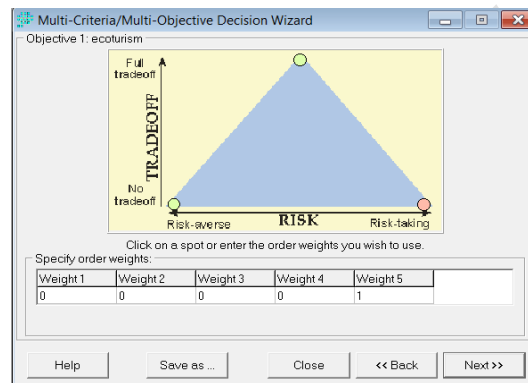 Multi-Criteria/Multi-Objective Decision Wizard
Objective 1: ecoturism
Full
tradeoff
TRADEOFF
No
tradeoff
Risk-averse RISK Risk-taking
Click on a spot or enter the order weights you wish to use.
Specify order weights:
Weight 1 Weight 2 Weight 3 Weight 4 Weight 5
0 0 0 0 1
Help Save as ... Close << Back Next >>